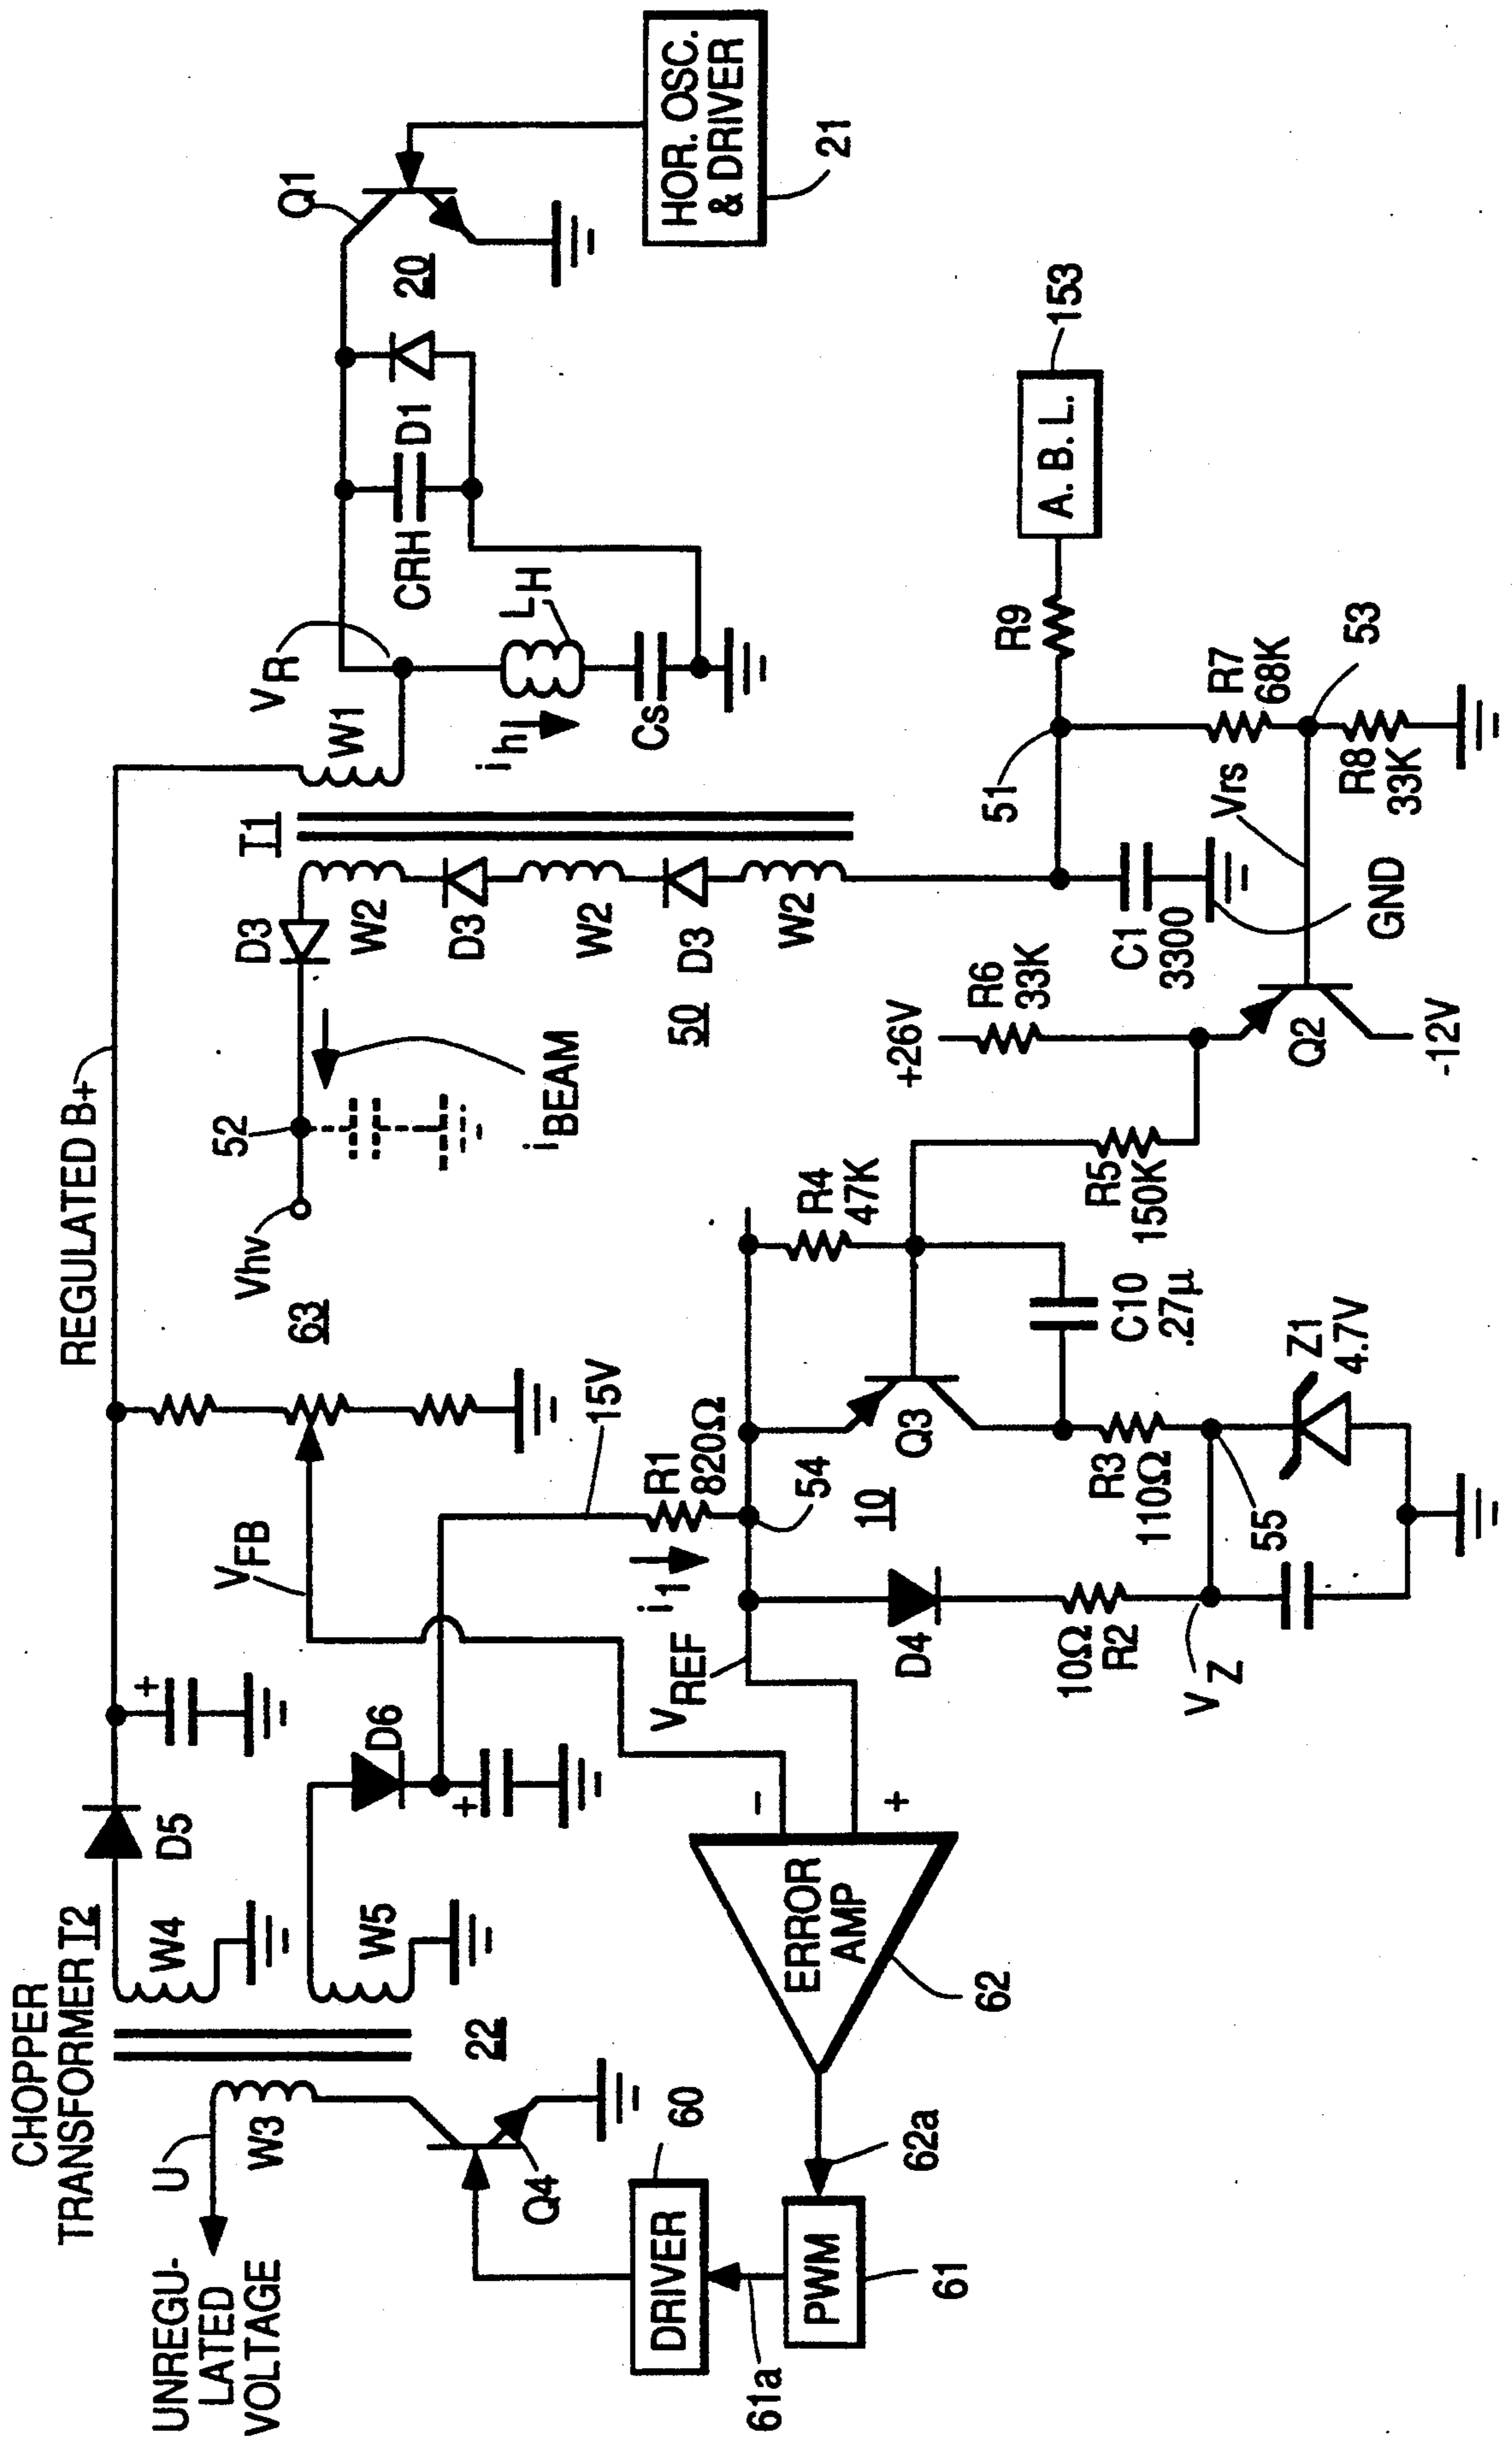 CHOPPER
TRANSFORMER T2
UNREGU-
LATED
VOLTAGE
U
W3
W4
W5
D5
+
D6
+
22
Q4
DRIVER
60
61a
PWM
61
62a
ERROR
AMP
62
−
+
REGULATED B+
VFB
63
15V
i1
R1
820Ω
VREF
54
D4
10Ω
R2
VZ
10
Q3
R3
110Ω
55
Z1
4.7V
C10
.27µ
R4
47K
R5
150K
Vhv
52
iBEAM
D3
W2
D3
W2
D3
W2
50
T1
W1
VR
ih
LH
Cs
CRH
D1
20
Q1
HOR. OSC.
& DRIVER
21
+26V
R6
33K
C1
3300
GND
Q2
-12V
Vrs
51
R9
A. B. L.
153
R7
68K
53
R8
33K